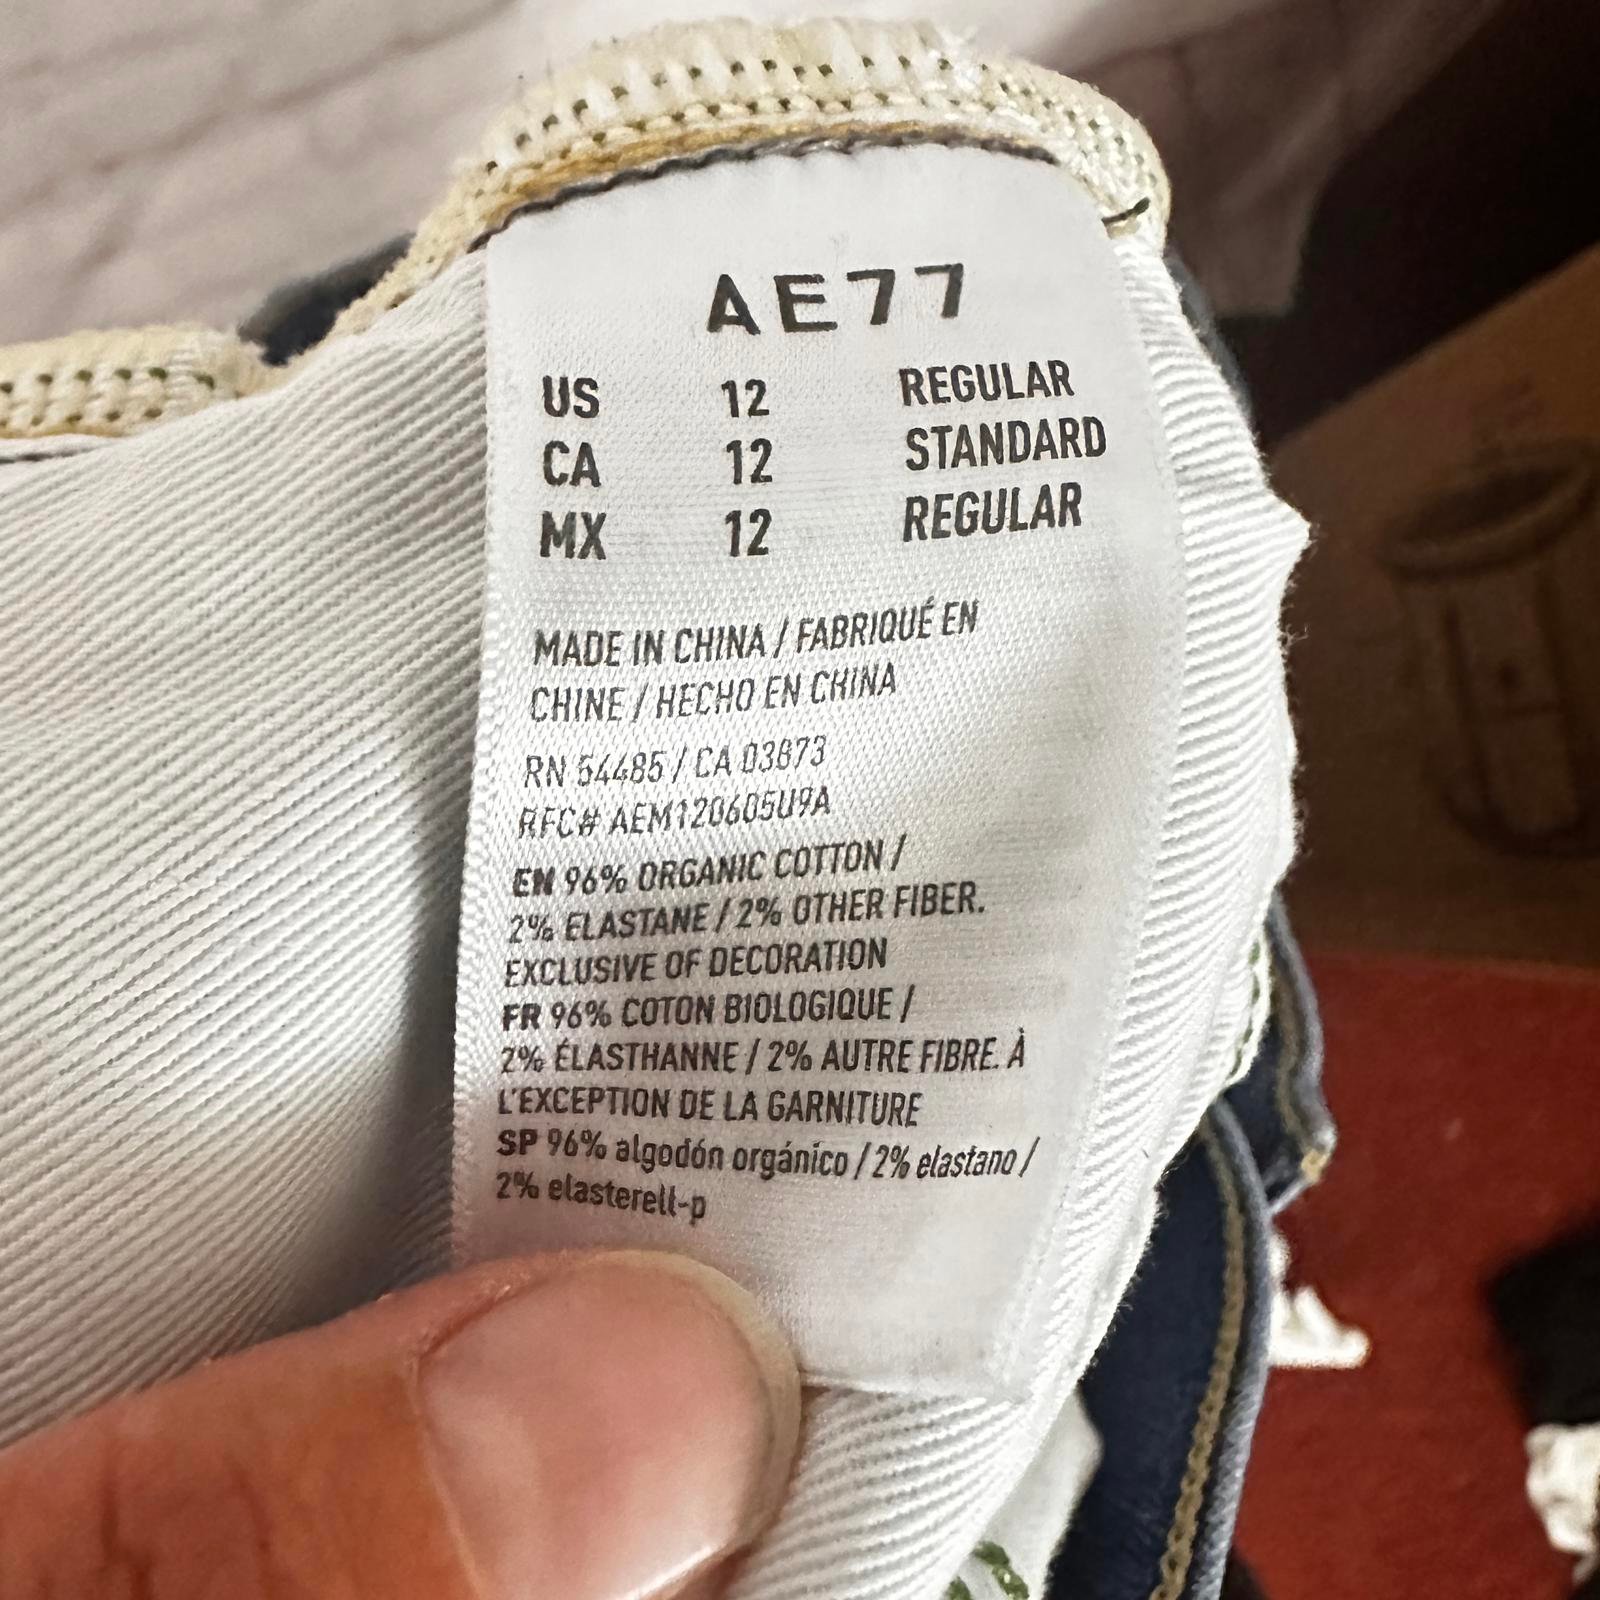 AE77
US 12 REGULAR
CA 12 STANDARD
MX 12 REGULAR
MADE IN CHINA / FABRIQUÉ EN
CHINE / HECHO EN CHINA
RN 54485 / CA 03873
RFC# AEM120605U9A
EN 96% ORGANIC COTTON /
2% ELASTANE / 2% OTHER FIBER.
EXCLUSIVE OF DECORATION
FR 96% COTON BIOLOGIQUE /
2% ÉLASTHANNE / 2% AUTRE FIBRE. À
L'EXCEPTION DE LA GARNITURE
SP 96% algodón orgánico / 2% elastano /
2% elasterell-p